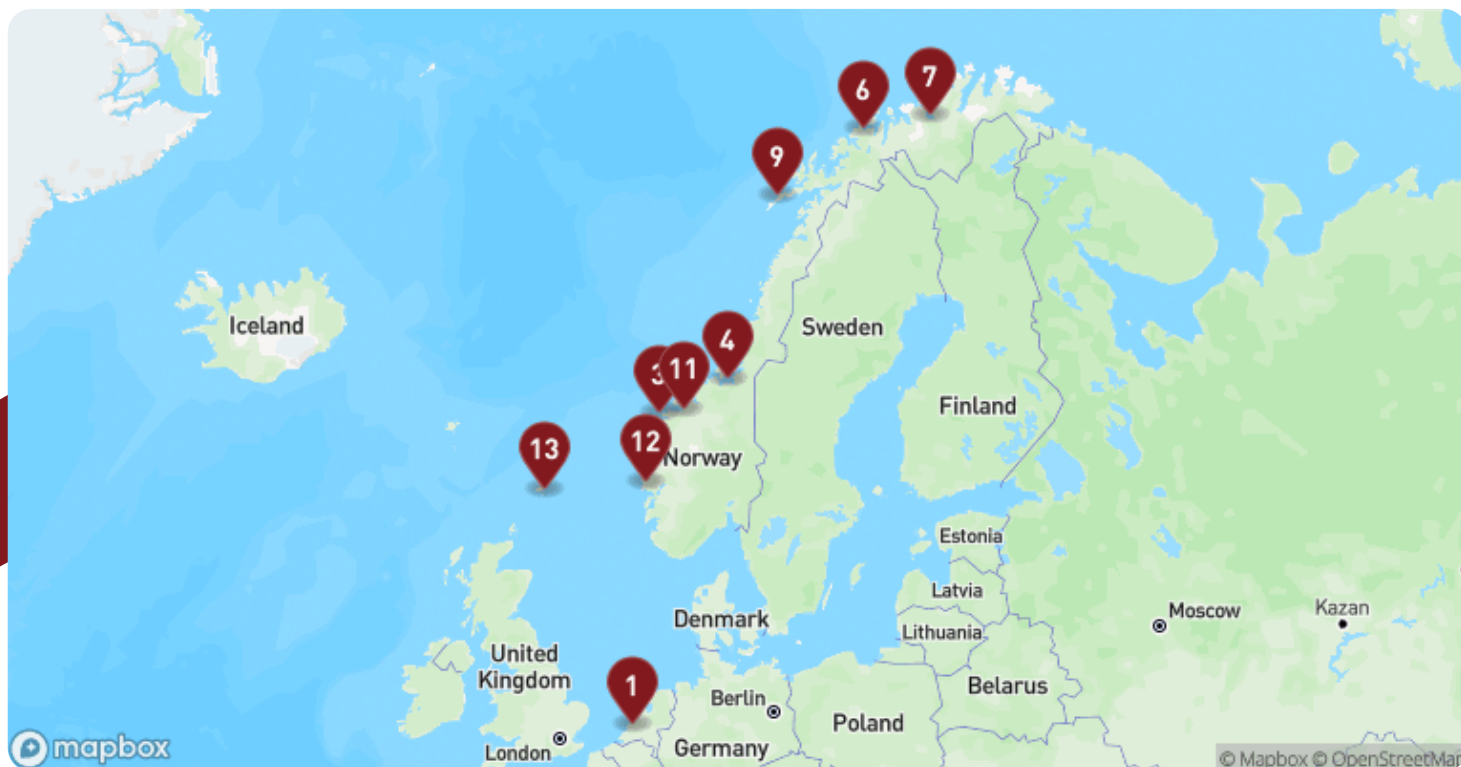 7
6
9
Iceland
Sweden
4
3
11
Finland
12
13
Norway
Estonia
Latvia
Denmark
Lithuania
Moscow
Kazan
United
Kingdom
1
Berlin
Belarus
Poland
London
Germany
mapbox
© Mapbox © OpenStreetMap